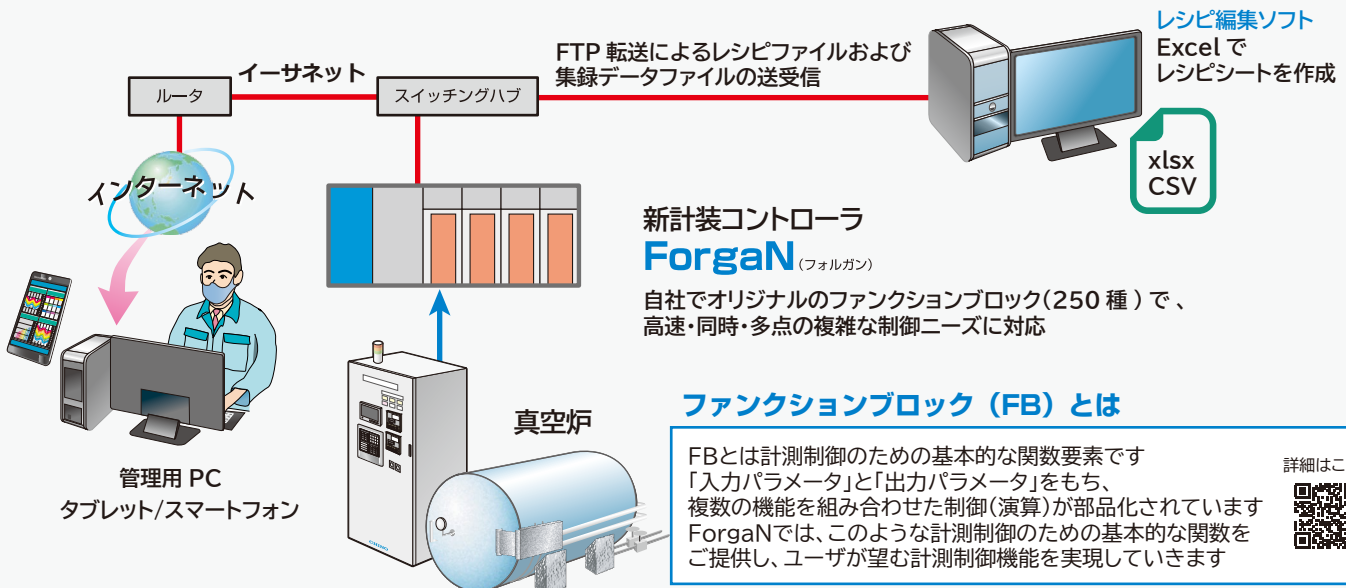 レシピ編集ソフト
Excel で
レシピシートを作成
xlsx
CSV
FTP 転送によるレシピファイルおよび
集録データファイルの送受信
イーサネット
ルータ
スイッチングハブ
インターネット
管理用 PC
タブレット/スマートフォン
新計装コントローラ
ForgaN(フォルガン)
自社でオリジナルのファンクションブロック(250 種 ) で 、
高速・同時・多点の複雑な制御ニーズに対応
真空炉
CHINO
ファンクションブロック(FB)とは
FBとは計測制御のための基本的な関数要素です
「入力パラメータ」と「出力パラメータ」をもち、
複数の機能を組み合わせた制御(演算)が部品化されています
ForgaNでは、このような計測制御のための基本的な関数を
ご提供し、ユーザが望む計測制御機能を実現していきます
詳細はこ